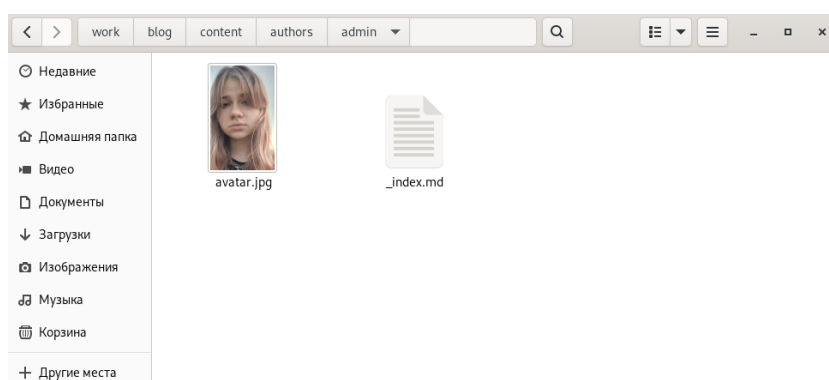 work blog content authors admin
Недавние
Избранные
Домашняя папка
Видео
Документы
Загрузки
Изображения
Музыка
Корзина
Другие места
avatar.jpg _index.md